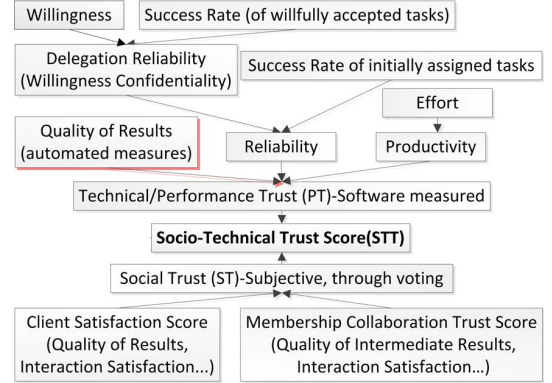 Willingness
Success Rate (of willfully accepted tasks)
Delegation Reliability
(Willingness Confidentiality)
Success Rate of initially assigned tasks
Effort
Quality of Results
(automated measures)
Reliability
Productivity
Technical/Performance Trust (PT)-Software measured
Socio-Technical Trust Score(STT)
Social Trust (ST)-Subjective, through voting
Client Satisfaction Score
(Quality of Results,
Interaction Satisfaction...)
Membership Collaboration Trust Score
(Quality of Intermediate Results,
Interaction Satisfaction…)